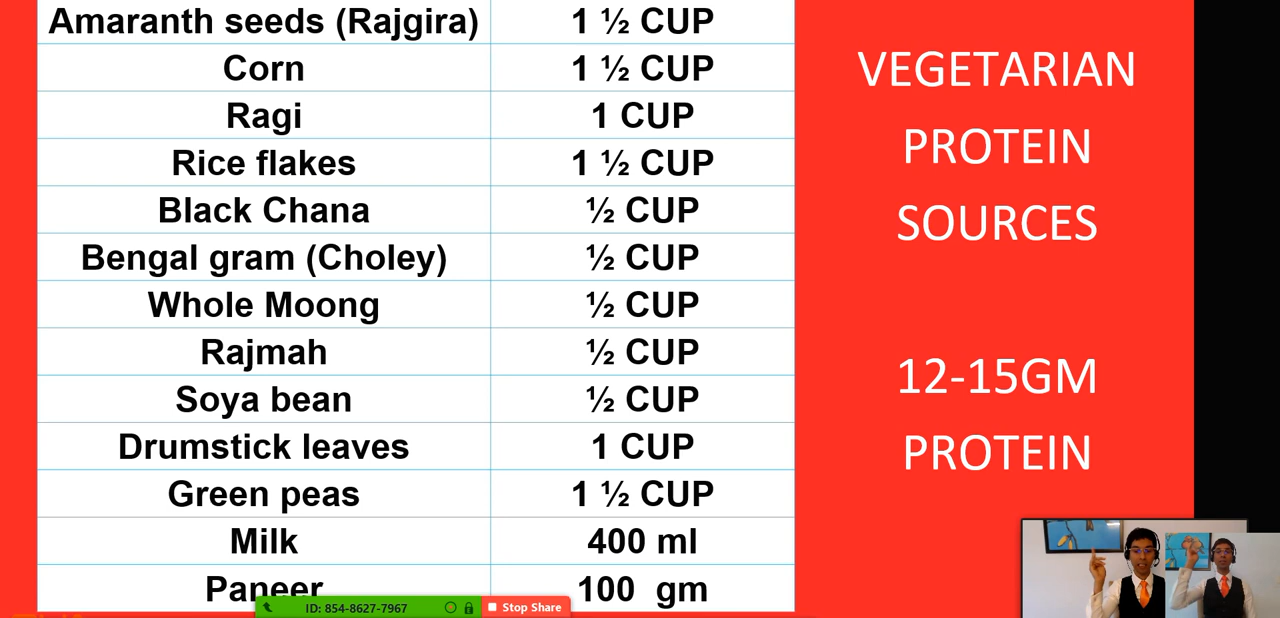 Amaranth seeds (Rajgira) 1 ½ CUP
Corn 1 ½ CUP
Ragi 1 CUP
Rice flakes 1 ½ CUP
Black Chana ½ CUP
Bengal gram (Choley) ½ CUP
Whole Moong ½ CUP
Rajmah ½ CUP
Soya bean ½ CUP
Drumstick leaves 1 CUP
Green peas 1 ½ CUP
Milk 400 ml
Paneer 100 gm
VEGETARIAN
PROTEIN
SOURCES
12-15GM
PROTEIN
ID: 854-8627-7967 Stop Share